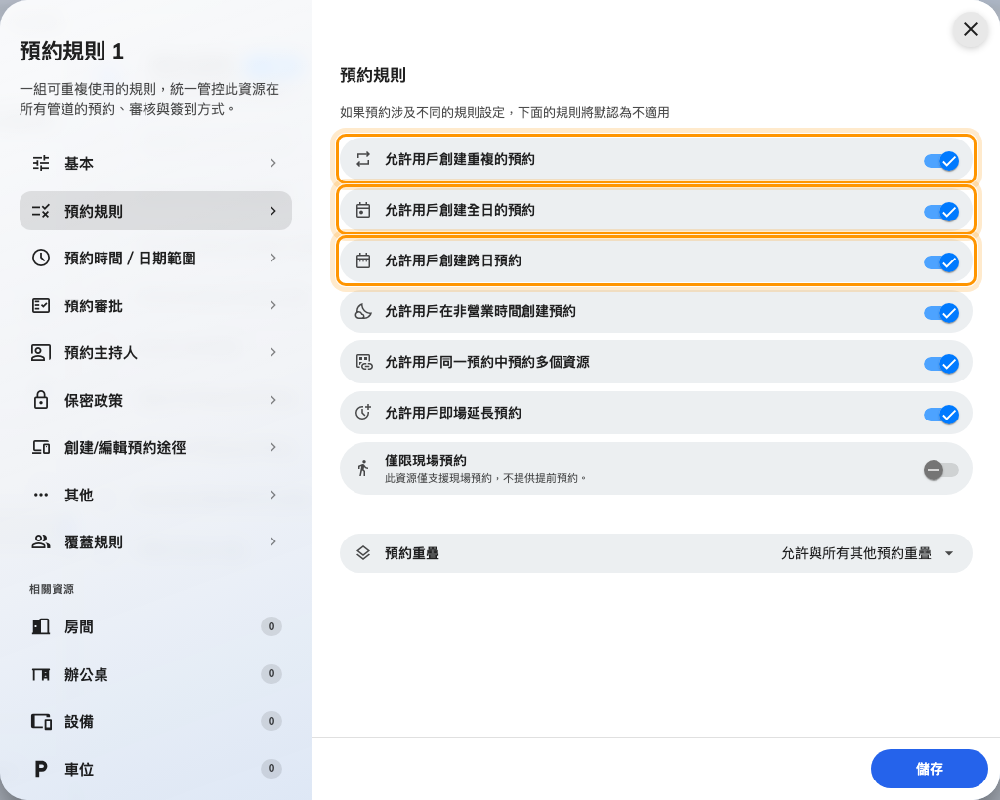 預約規則 1
一組可重複使用的規則，統一管控此資源在
所有管道的預約、審核與簽到方式。
基本
預約規則
預約時間 / 日期範圍
預約審批
預約主持人
保密政策
創建/編輯預約途徑
其他
覆蓋規則
相關資源
房間 0
辦公桌 0
設備 0
車位 0
預約規則
如果預約涉及不同的規則設定，下面的規則將默認為不適用
允許用戶創建重複的預約
允許用戶創建全日的預約
允許用戶創建跨日預約
允許用戶在非營業時間創建預約
允許用戶同一預約中預約多個資源
允許用戶即場延長預約
僅限現場預約
此資源僅支援現場預約，不提供提前預約。
預約重疊 允許與所有其他預約重疊
儲存